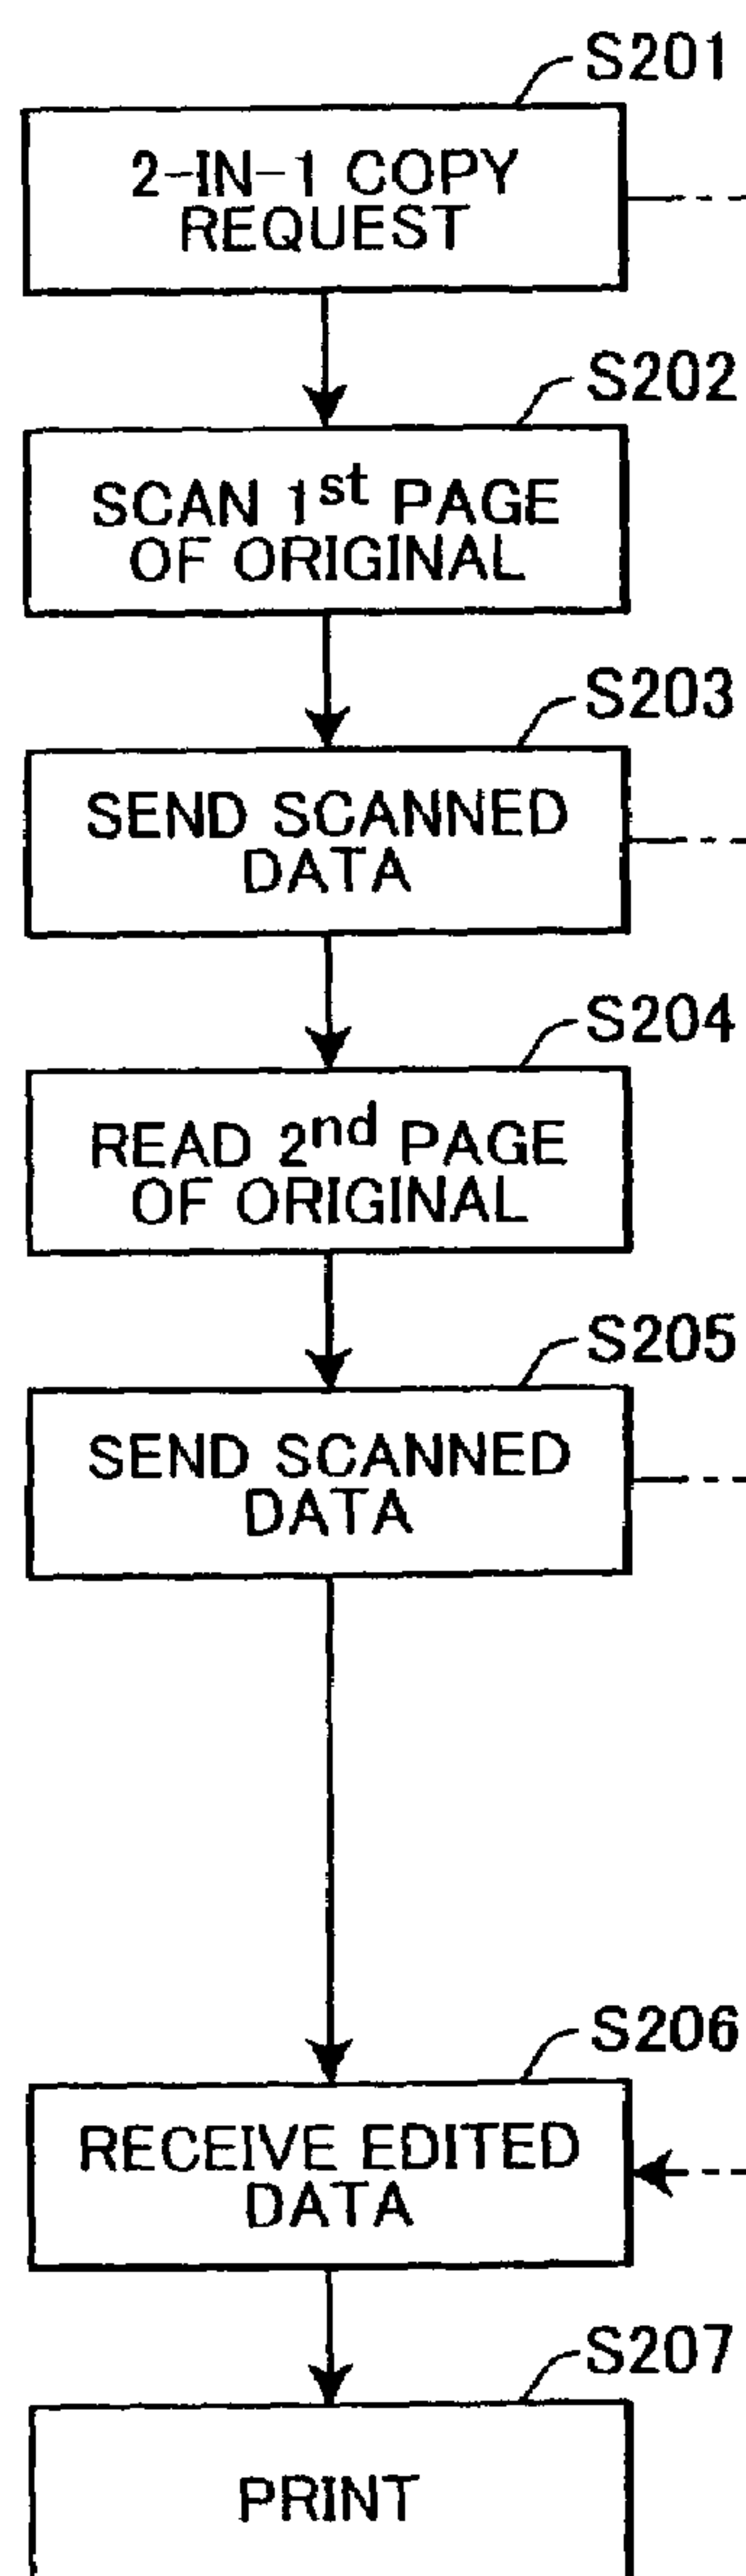 S201
2-IN-1 COPY
REQUEST
S202
SCAN 1st PAGE
OF ORIGINAL
S203
SEND SCANNED
DATA
S204
READ 2nd PAGE
OF ORIGINAL
S205
SEND SCANNED
DATA
S206
RECEIVE EDITED
DATA
S207
PRINT